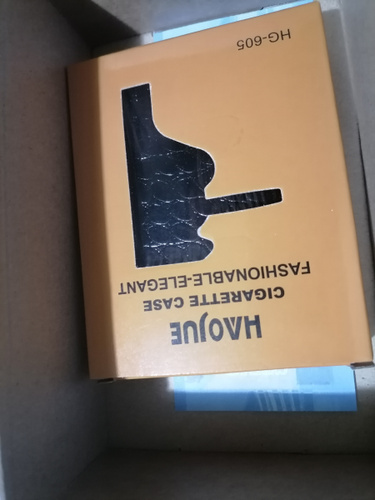 HAOJUE
CIGARETTE CASE
FASHIONABLE-ELEGANT
HG-605